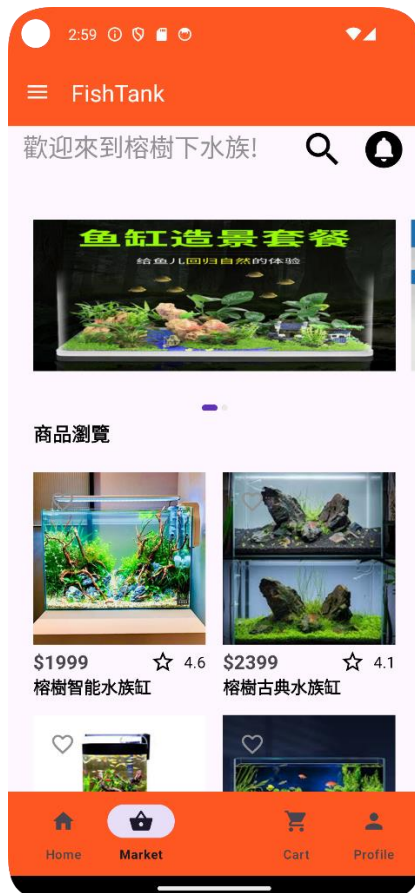 2:59
FishTank
歡迎來到榕樹下水族!
鱼缸造景套餐
给鱼儿回归自然的体验
商品瀏覽
$1999 4.6 $2399 4.1
榕樹智能水族缸 榕樹古典水族缸
Home Market Cart Profile